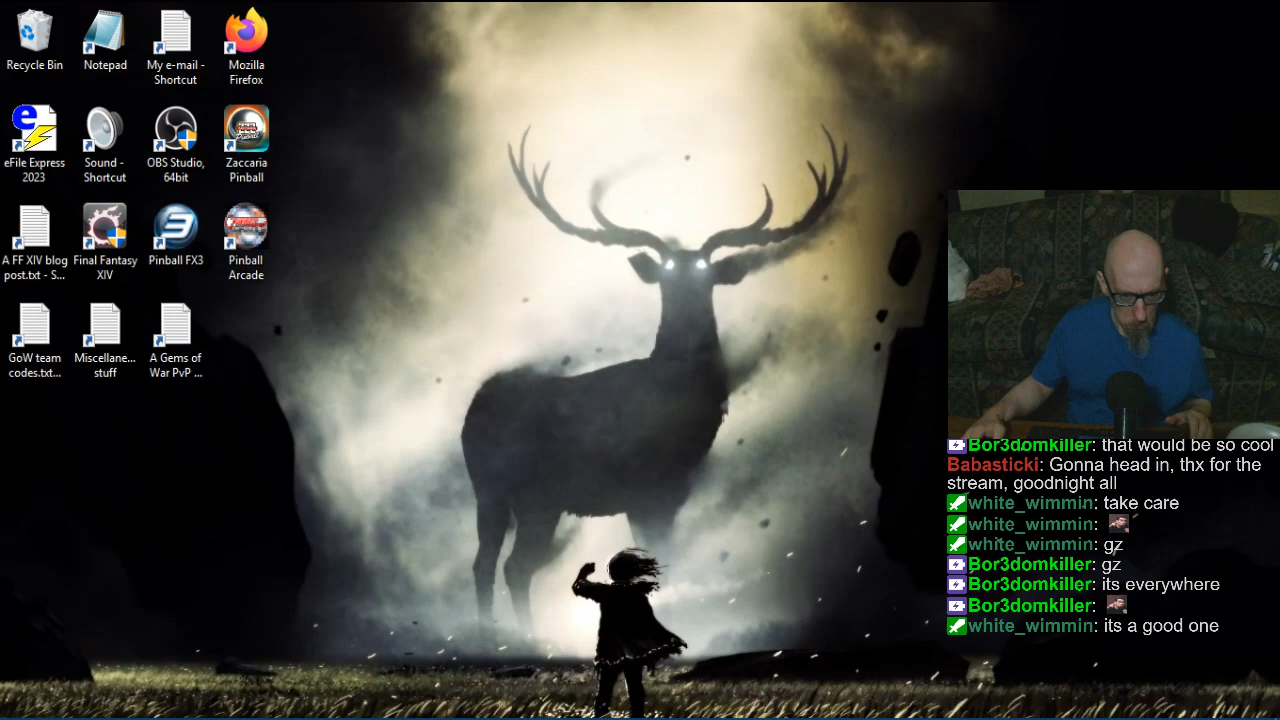 Recycle Bin
Notepad
My e-mail -
Shortcut
Mozilla
Firefox
eFile Express
2023
Sound -
Shortcut
OBS Studio,
64bit
Zaccaria
Pinball
A FF XIV blog
post.txt - S...
Final Fantasy
XIV
Pinball FX3
Pinball
Arcade
GoW team
codes.txt...
Miscellane...
stuff
A Gems of
War PvP ...
Bor3domkiller: that would be so cool
Babasticki: Gonna head in, thx for the
stream, goodnight all
white_wimmin: take care
white_wimmin:
white_wimmin: gz
Bor3domkiller: gz
Bor3domkiller: its everywhere
Bor3domkiller:
white_wimmin: its a good one